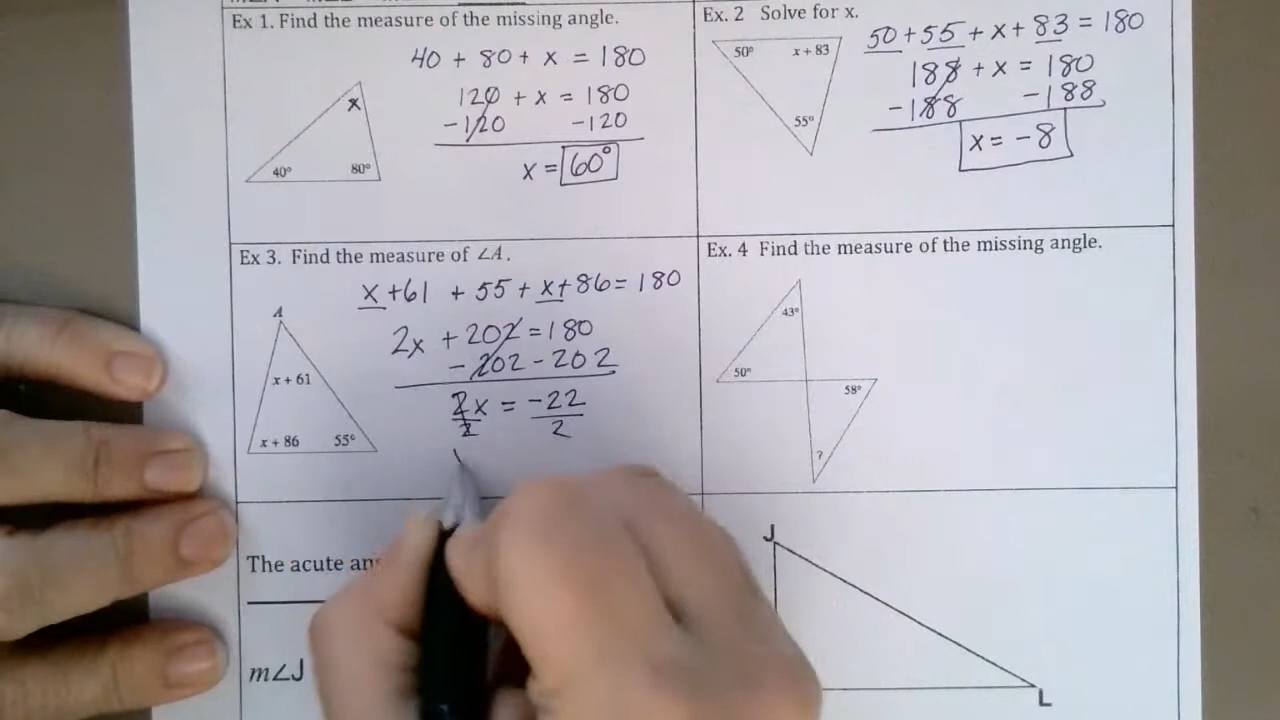 Ex 1. Find the measure of the missing angle.
40 + 80 + x = 180
120 + x = 180
-120 -120
x = 60°
x
40°
80°
Ex. 2 Solve for x.
50 + 55 + x + 83 = 180
188 + x = 180
-188 -188
x = -8
50°
x + 83
55°
Ex 3. Find the measure of ∠A.
x + 61 + 55 + x + 86 = 180
2x + 202 = 180
- 202 - 202
2x = -22
2 2
A
x + 61
x + 86
55°
Ex. 4 Find the measure of the missing angle.
43°
50°
58°
?
The acute
m∠J
J
L